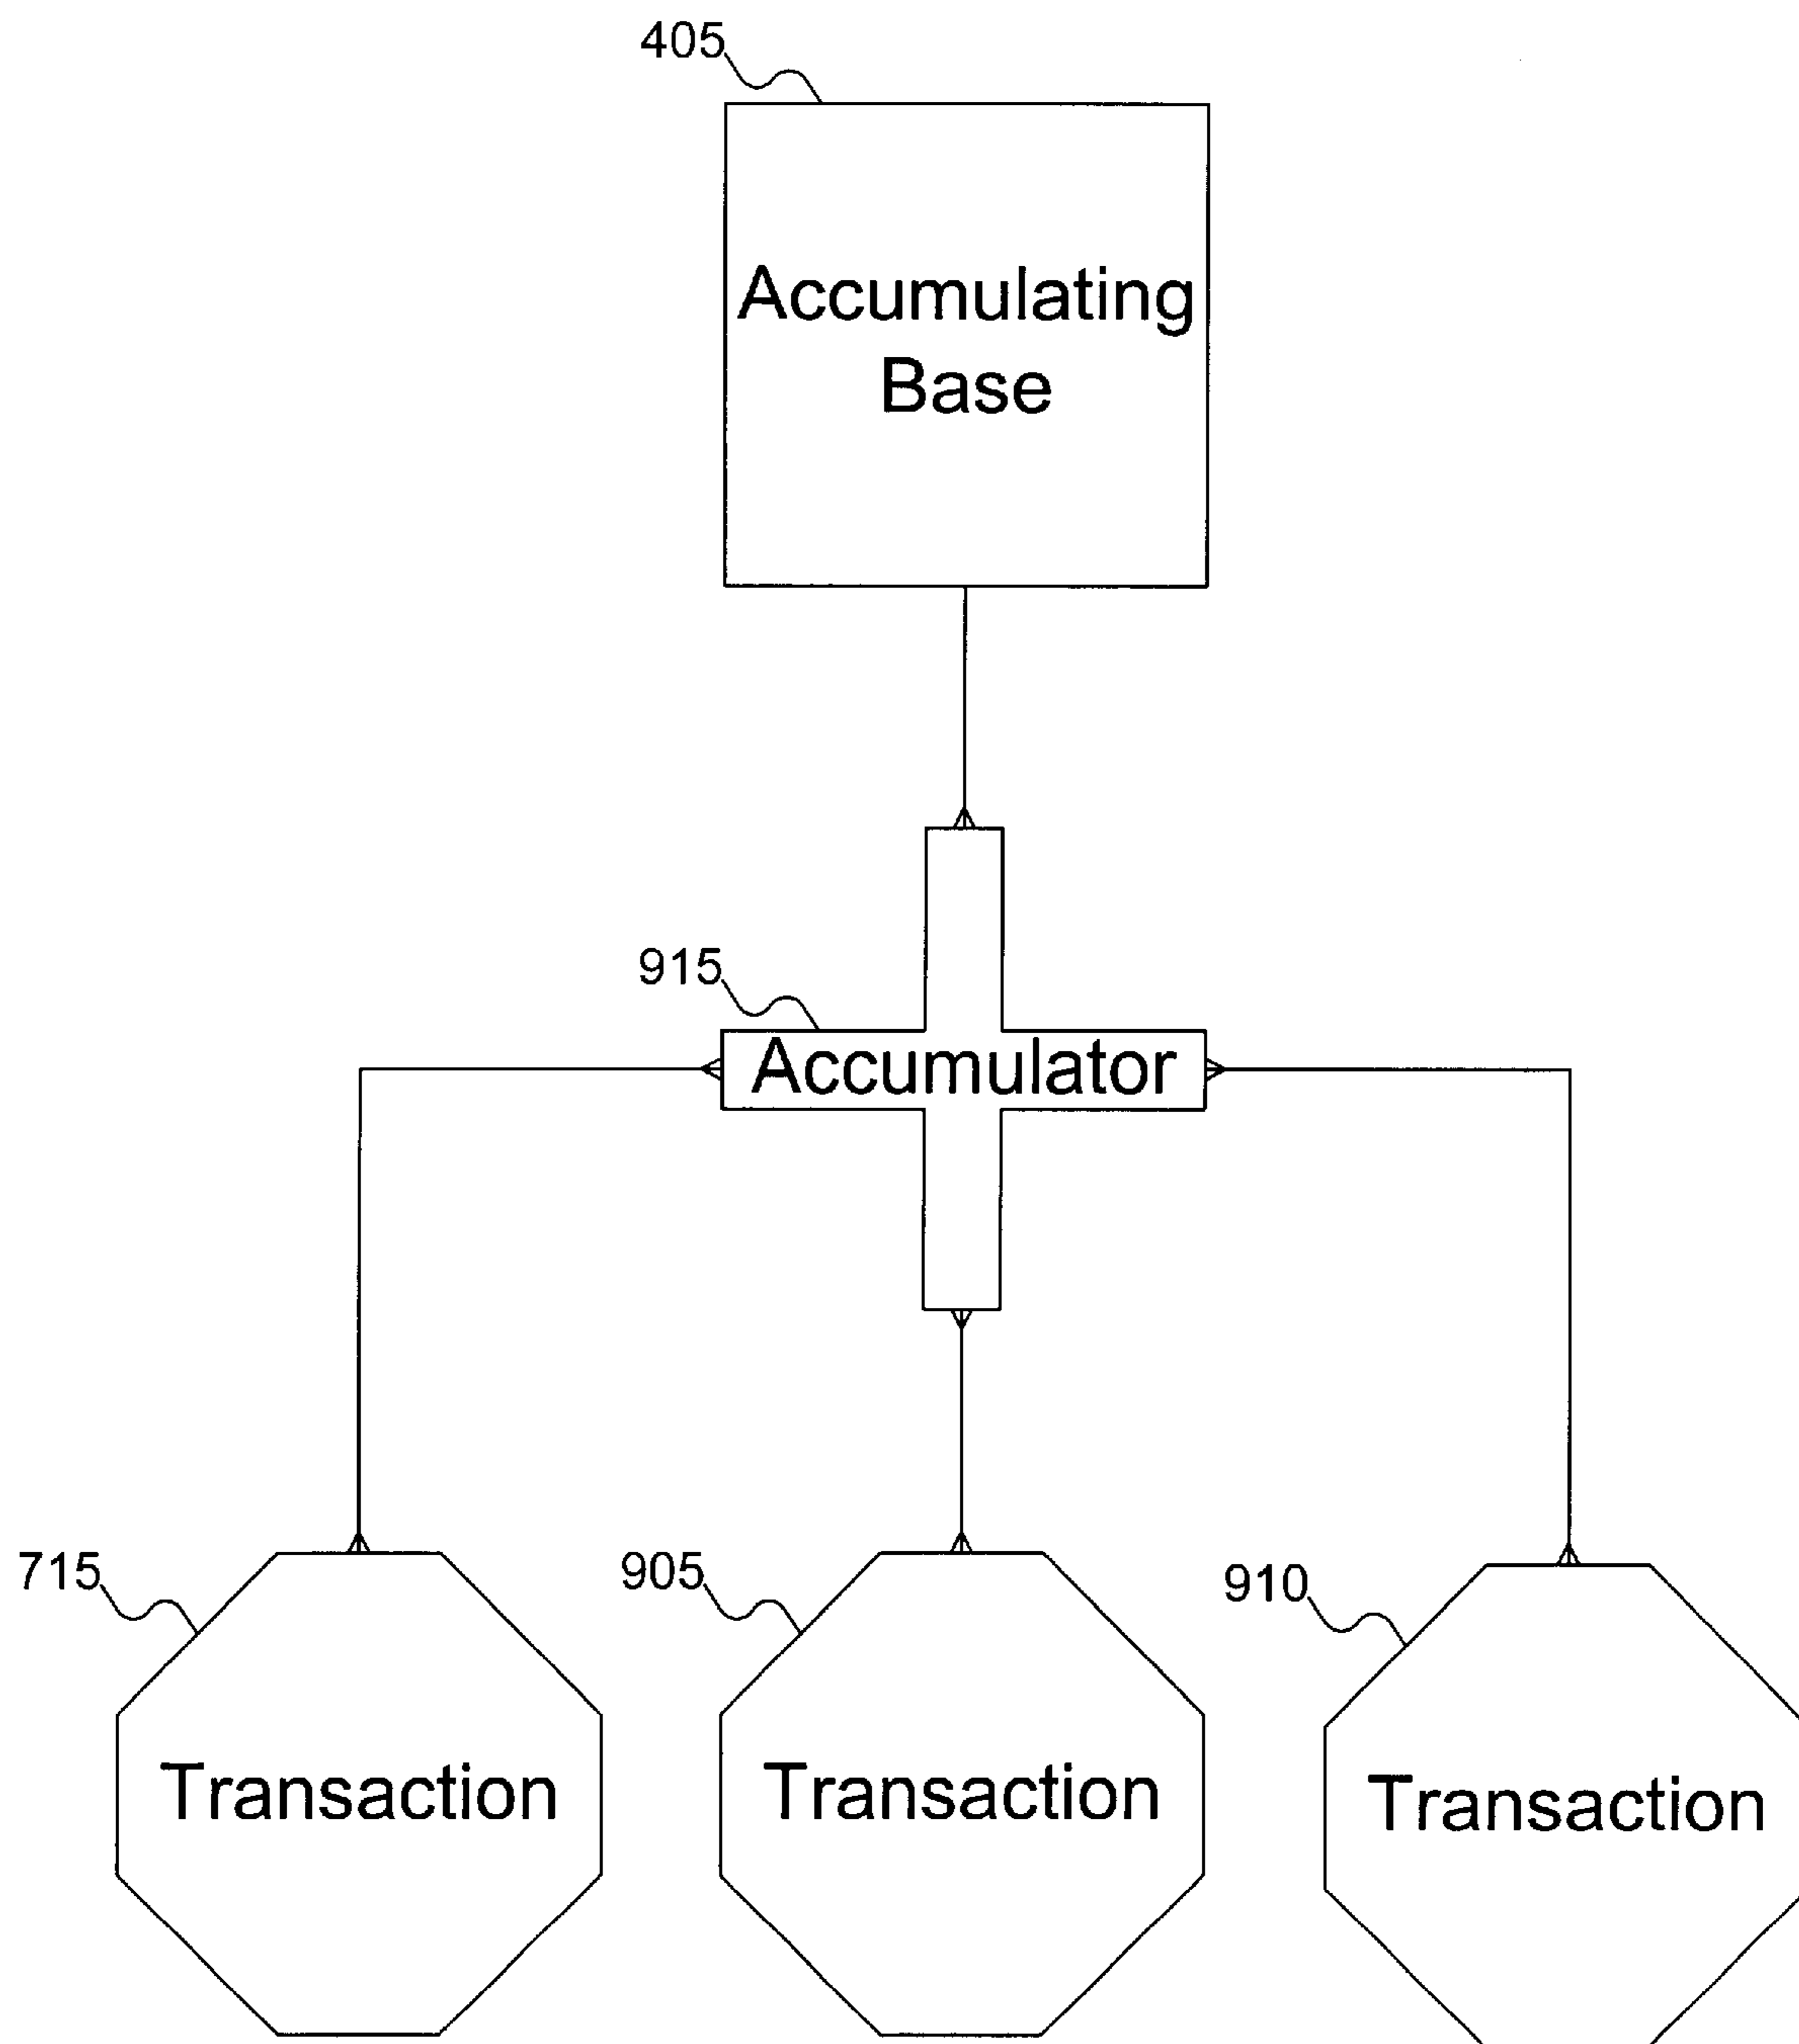 405
Accumulating
Base
915
Accumulator
715
905
910
Transaction
Transaction
Transaction